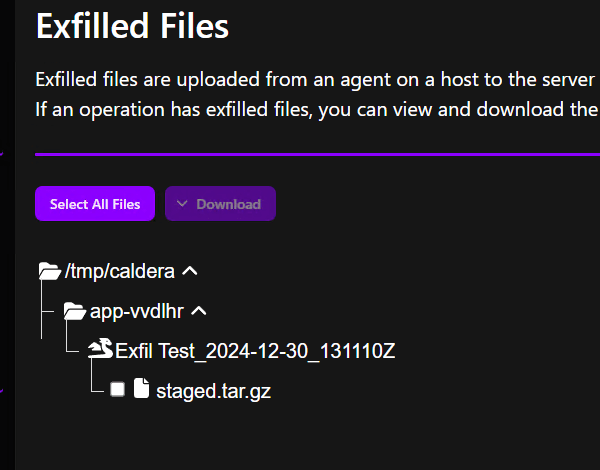 Exfilled Files
Exfilled files are uploaded from an agent on a host to the server
If an operation has exfilled files, you can view and download the
Select All Files
Download
/tmp/caldera
app-vvdlhr
Exfil Test_2024-12-30_131110Z
staged.tar.gz